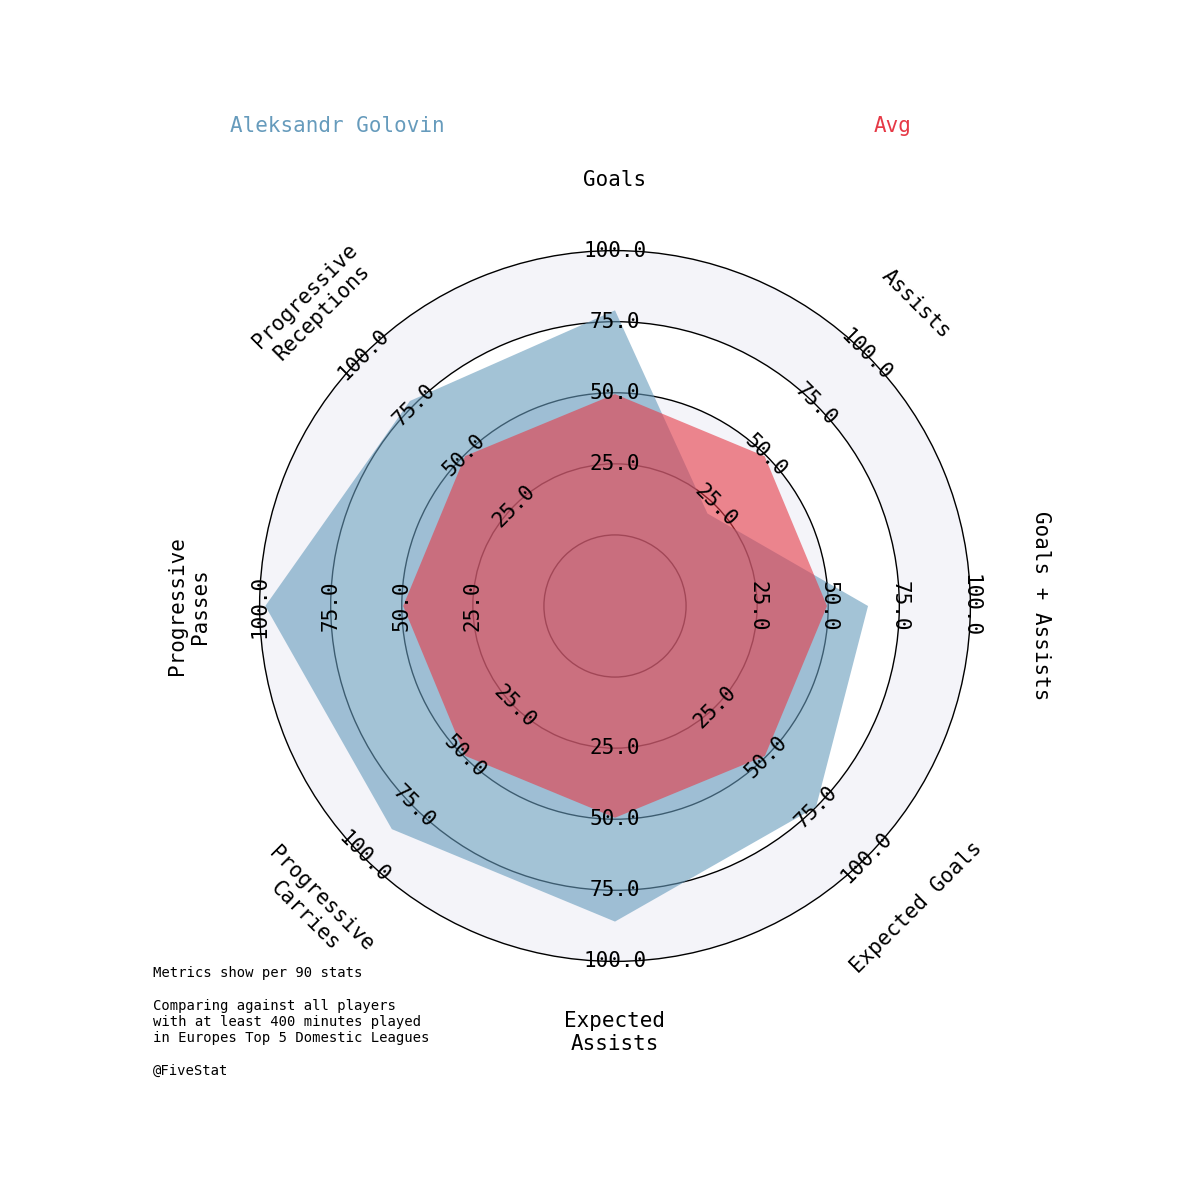 Aleksandr Golovin
Avg
Goals
Assists
Goals + Assists
Expected Goals
Expected
Assists
Progressive
Carries
Progressive
Passes
Progressive
Receptions
25.0
50.0
75.0
100.0
25.0
50.0
75.0
100.0
25.0
50.0
75.0
100.0
25.0
50.0
75.0
100.0
25.0
50.0
75.0
100.0
25.0
50.0
75.0
100.0
25.0
50.0
75.0
100.0
25.0
50.0
75.0
100.0
Metrics show per 90 stats
Comparing against all players
with at least 400 minutes played
in Europes Top 5 Domestic Leagues
@FiveStat